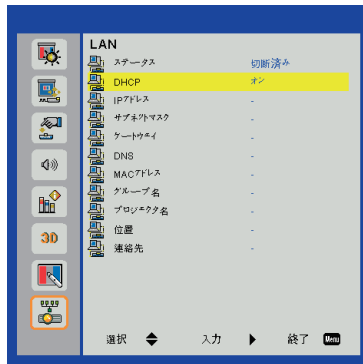 LAN
ステータス 切断済み
DHCP オン
IPアドレス -
サブネットマスク -
ゲートウェイ -
DNS -
MACアドレス -
グループ名 -
プロジェクタ名 -
位置 -
連絡先 -
3D
選択 入力 終了 Menu